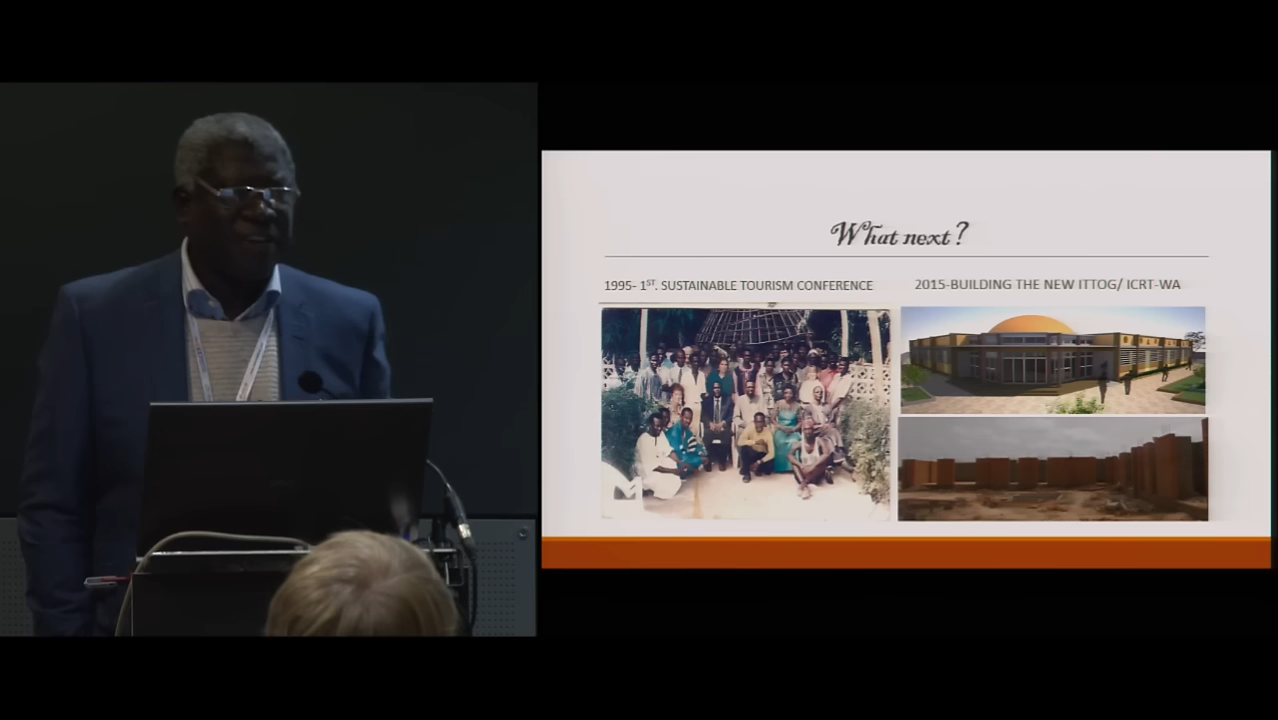 What next?
1995- 1ST. SUSTAINABLE TOURISM CONFERENCE
2015-BUILDING THE NEW ITTOG/ ICRT-WA